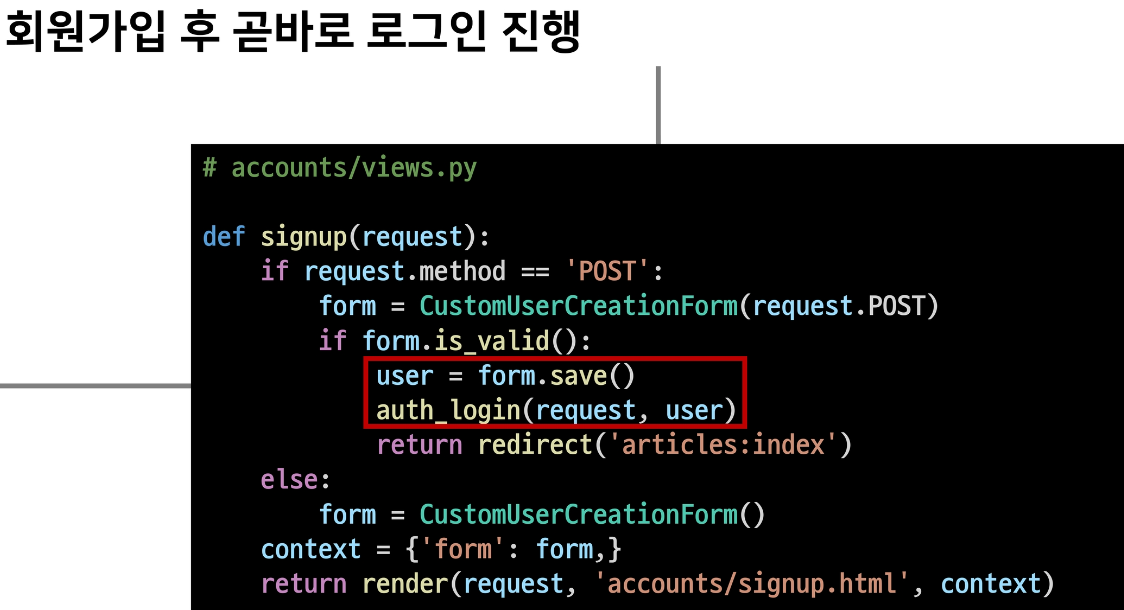 회원가입 후 곧바로 로그인 진행
# accounts/views.py
def signup(request):
    if request.method == 'POST':
        form = CustomUserCreationForm(request.POST)
        if form.is_valid():
            user = form.save()
            auth_login(request, user)
            return redirect('articles:index')
    else:
        form = CustomUserCreationForm()
    context = {'form': form,}
    return render(request, 'accounts/signup.html', context)